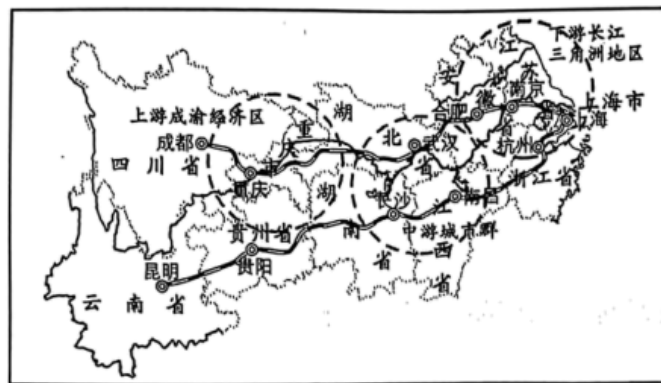 下游长江
三角洲地区
江
苏
省
安
徽
省
南京
合肥
上海市
上海
杭州
浙江省
上游成渝经济区
成都
四川省
重
庆
市
重庆
湖
北
省
武汉
湖
南
省
长沙
江
西
省
南昌
中游城市群
贵州省
贵阳
昆明
云南省